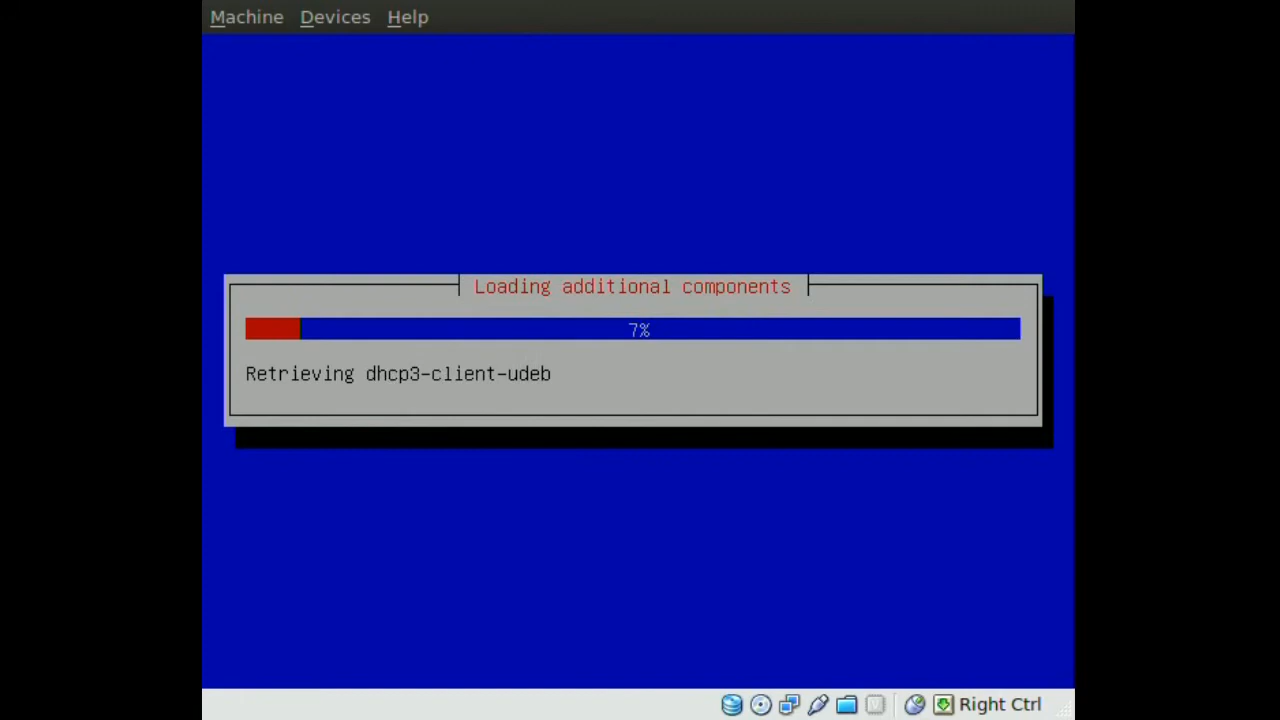 Machine Devices Help
Loading additional components
7%
Retrieving dhcp3-client-udeb
Right Ctrl